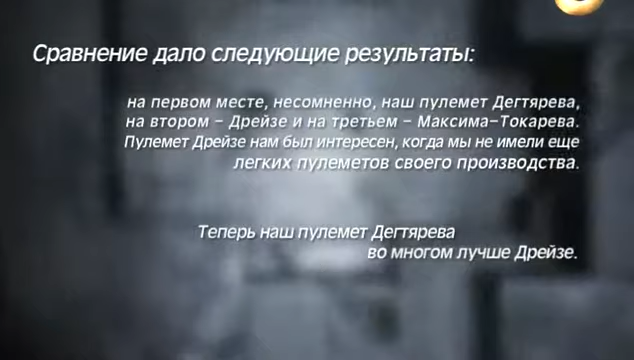 Сравнение дало следующие результаты:
на первом месте, несомненно, наш пулемет Дегтярева,
на втором – Дрейзе и на третьем – Максима–Токарева.
Пулемет Дрейзе нам был интересен, когда мы не имели еще
легких пулеметов своего производства.
Теперь наш пулемет Дегтярева
во многом лучше Дрейзе.